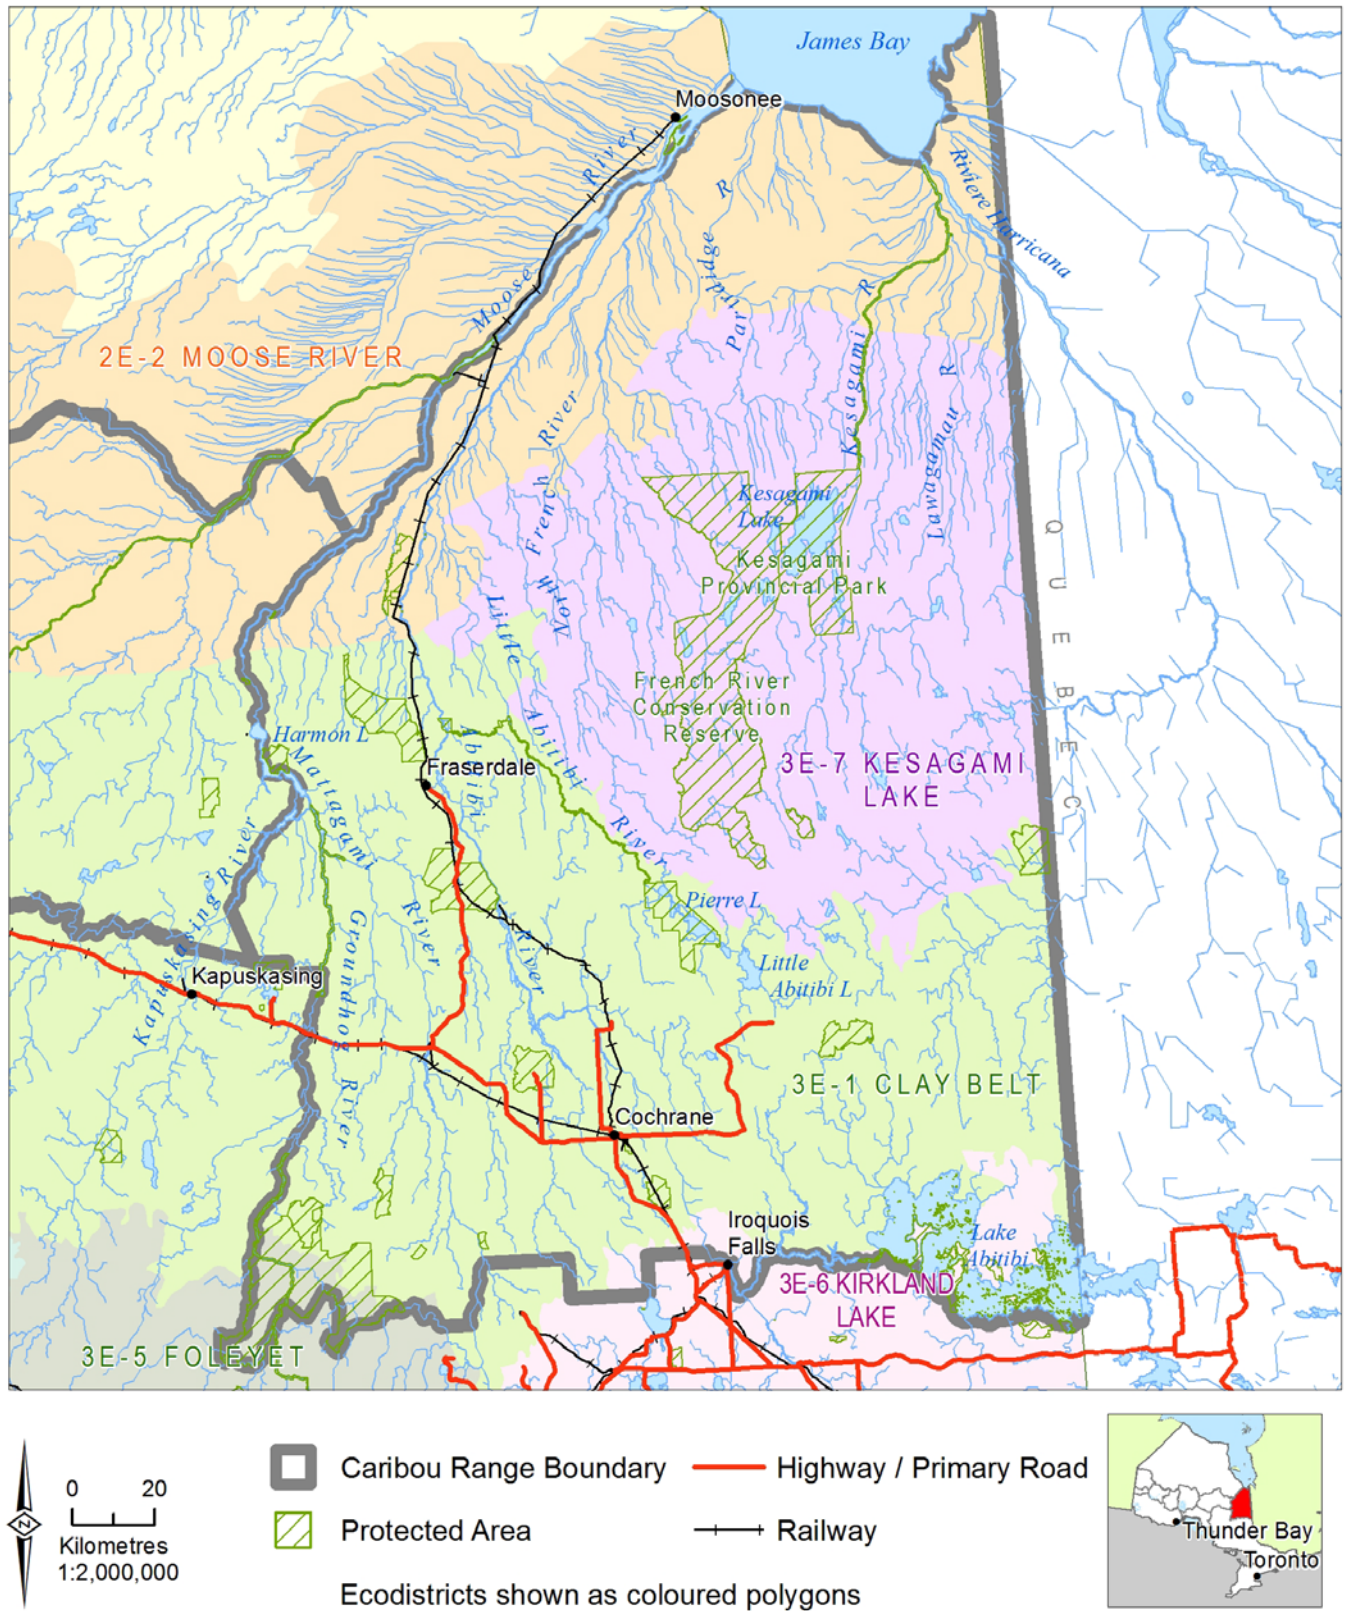 James Bay
Moosonee
Moose River
Riviere Harricana
Partridge R
Kesagami R
2E-2 MOOSE RIVER
Lawagamau R
North French River
Kesagami
Lake
Kesagami
Provincial Park
QUEBEC
Little Abitibi River
French River
Conservation
Reserve
Harmon L
Mattagami River
Abitibi River
3E-7 KESAGAMI
LAKE
Fraserdale
Kapuskasing River
Groundhog River
Pierre L
Little
Abitibi L
Kapuskasing
3E-1 CLAY BELT
Cochrane
Iroquois
Falls
Lake
Abitibi
3E-6 KIRKLAND
LAKE
3E-5 FOLEYET
N
0 20
Kilometres
1:2,000,000
Caribou Range Boundary
Highway / Primary Road
Protected Area
Railway
Ecodistricts shown as coloured polygons
Thunder Bay
Toronto